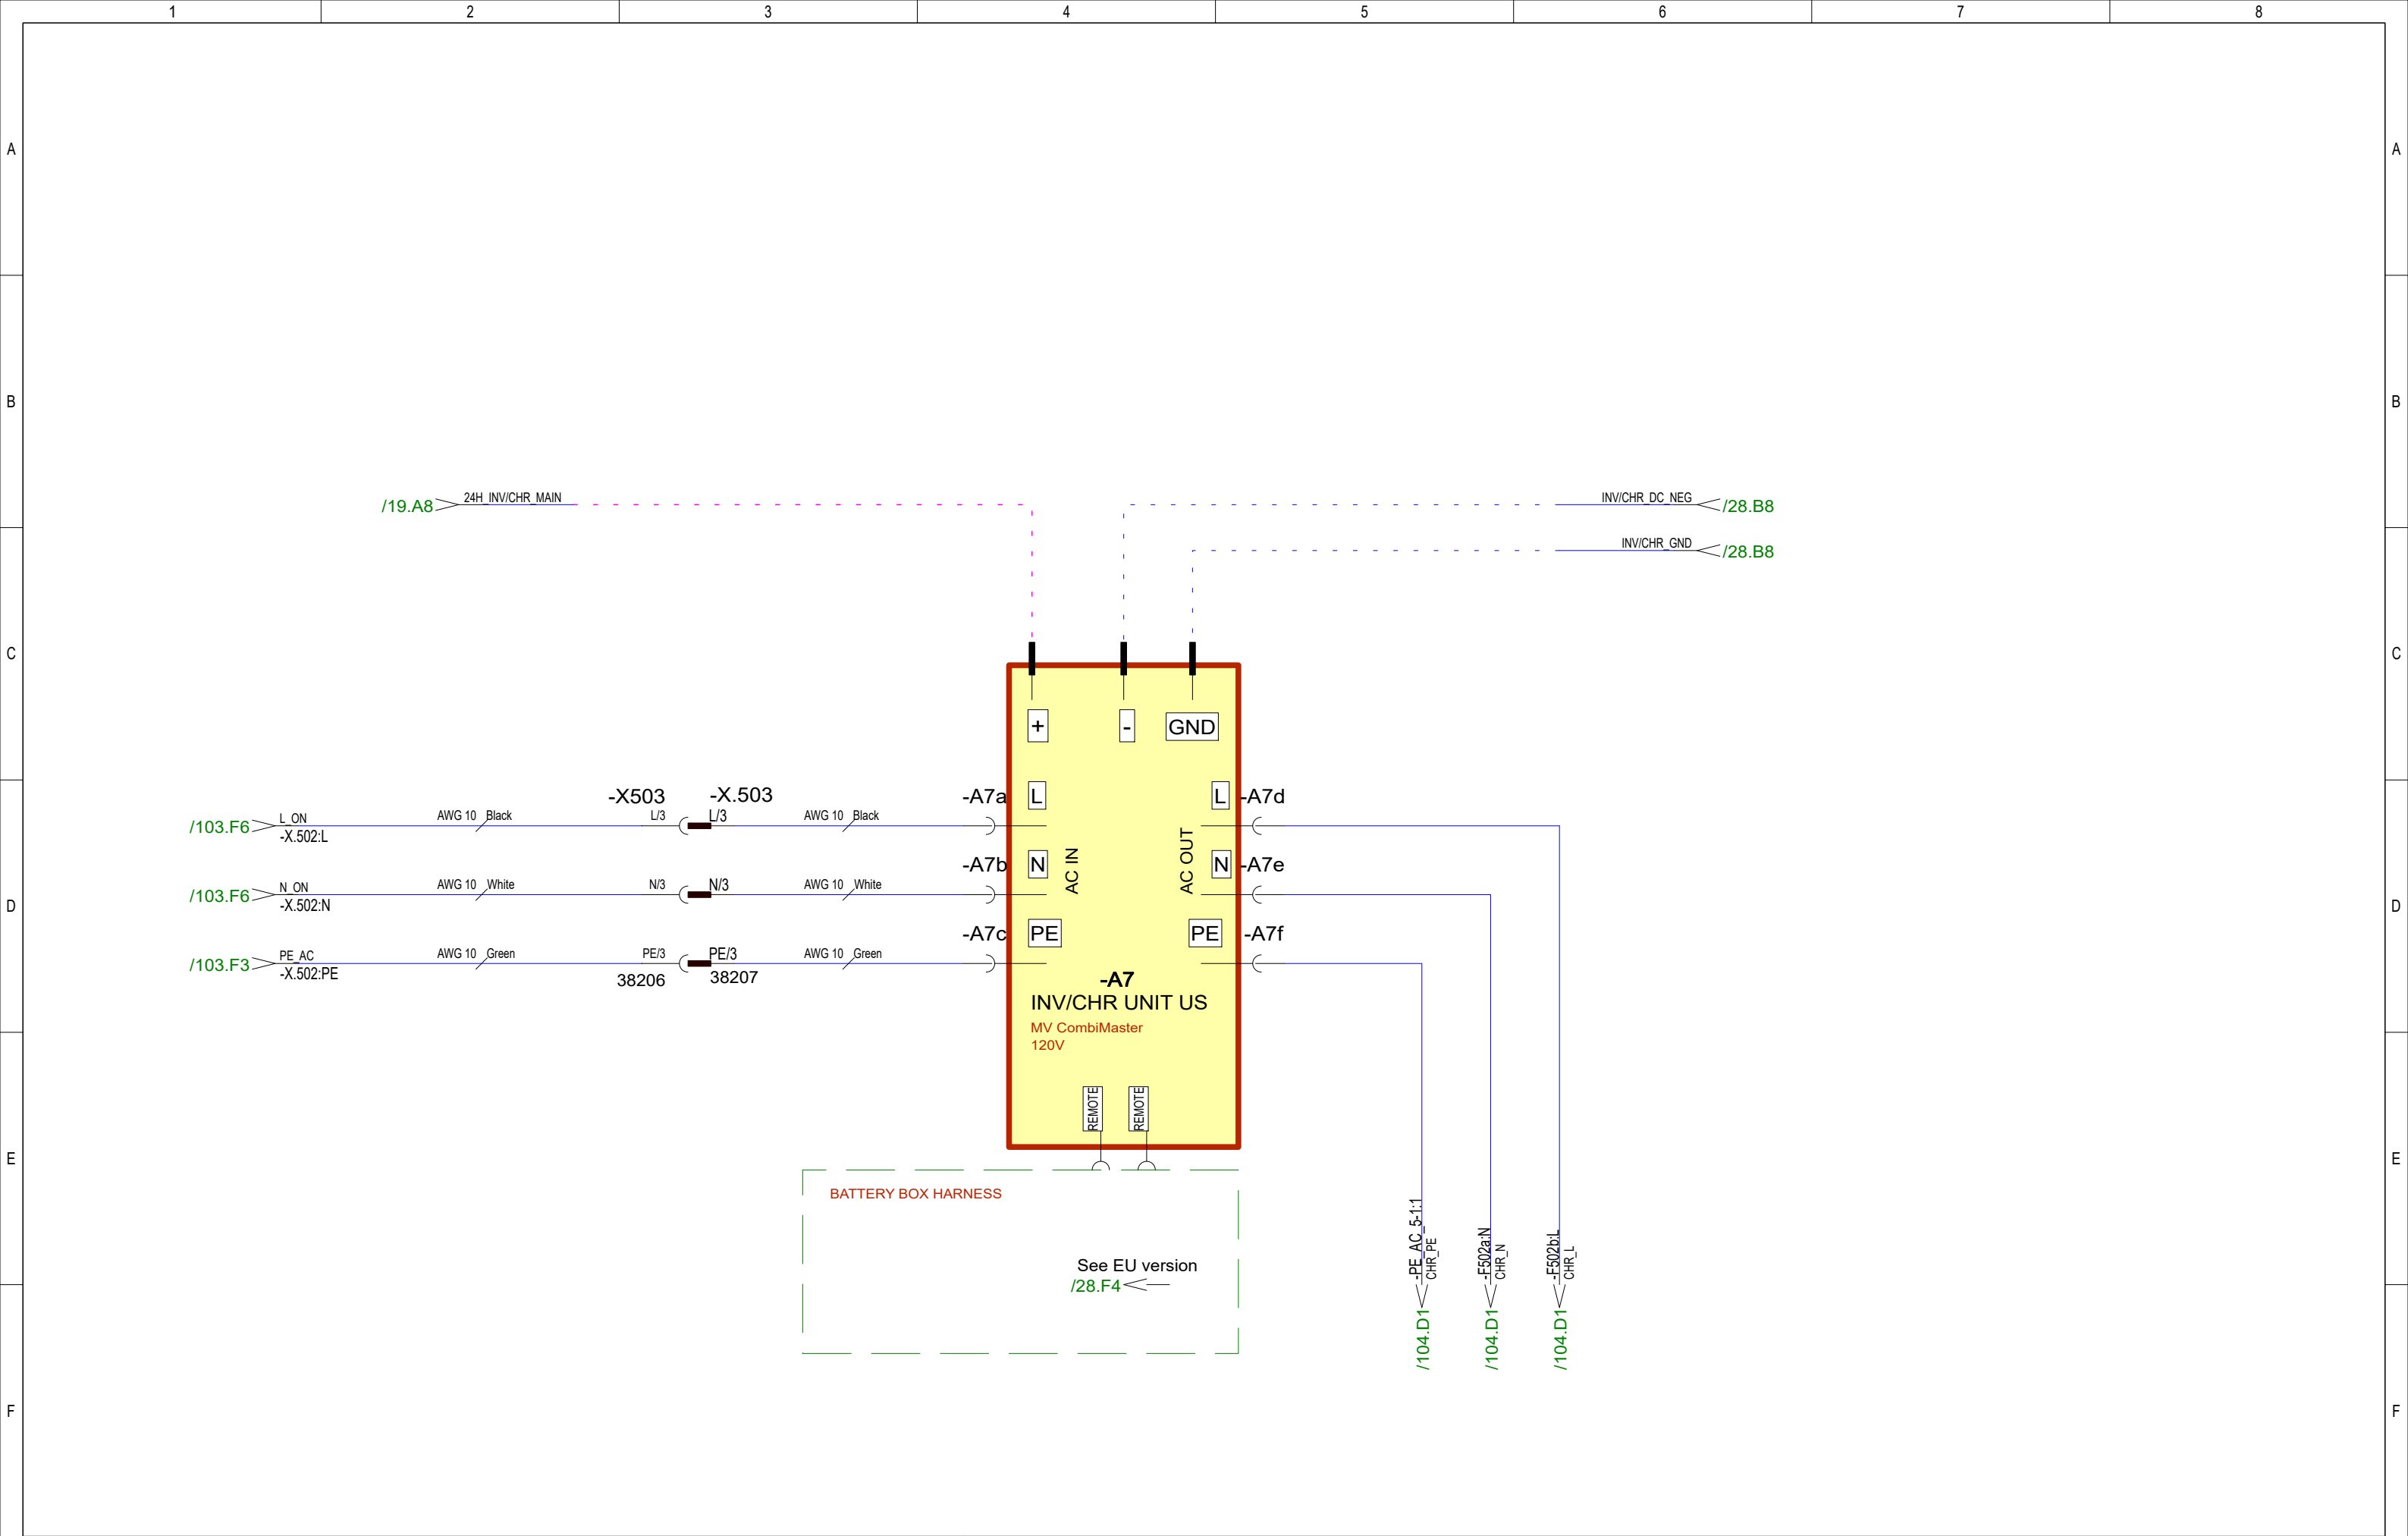 1 2 3 4 5 6 7 8
A A
B B
/19.A8 24H_INV/CHR_MAIN INV/CHR_DC_NEG /28.B8
INV/CHR_GND /28.B8
C C
+ - GND
-X503 -X.503 -A7a L L -A7d
/103.F6 L_ON AWG 10 Black L/3 L/3 AWG 10 Black
-X.502:L
-A7b N AC IN AC OUT N -A7e
/103.F6 N_ON AWG 10 White N/3 N/3 AWG 10 White
-X.502:N
D D
-A7c PE PE -A7f
/103.F3 PE_AC AWG 10 Green PE/3 PE/3 AWG 10 Green
-X.502:PE 38206 38207
-A7
INV/CHR UNIT US
MV CombiMaster
120V
REMOTE REMOTE
E E
BATTERY BOX HARNESS
See EU version
/28.F4
-PE_AC_5-1:1
CHR_PE
/104.D1
-F502a:N
CHR_N
/104.D1
-F502b:L
CHR_L
/104.D1
F F